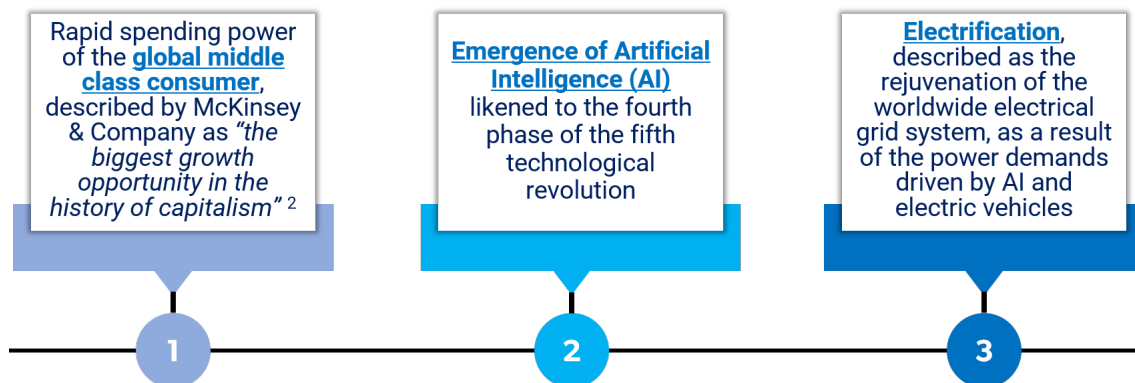 Rapid spending power
of the global middle
class consumer,
described by McKinsey
& Company as “the
biggest growth
opportunity in the
history of capitalism” 2
Emergence of Artificial
Intelligence (AI)
likened to the fourth
phase of the fifth
technological
revolution
Electrification,
described as the
rejuvenation of the
worldwide electrical
grid system, as a result
of the power demands
driven by AI and
electric vehicles
1
2
3